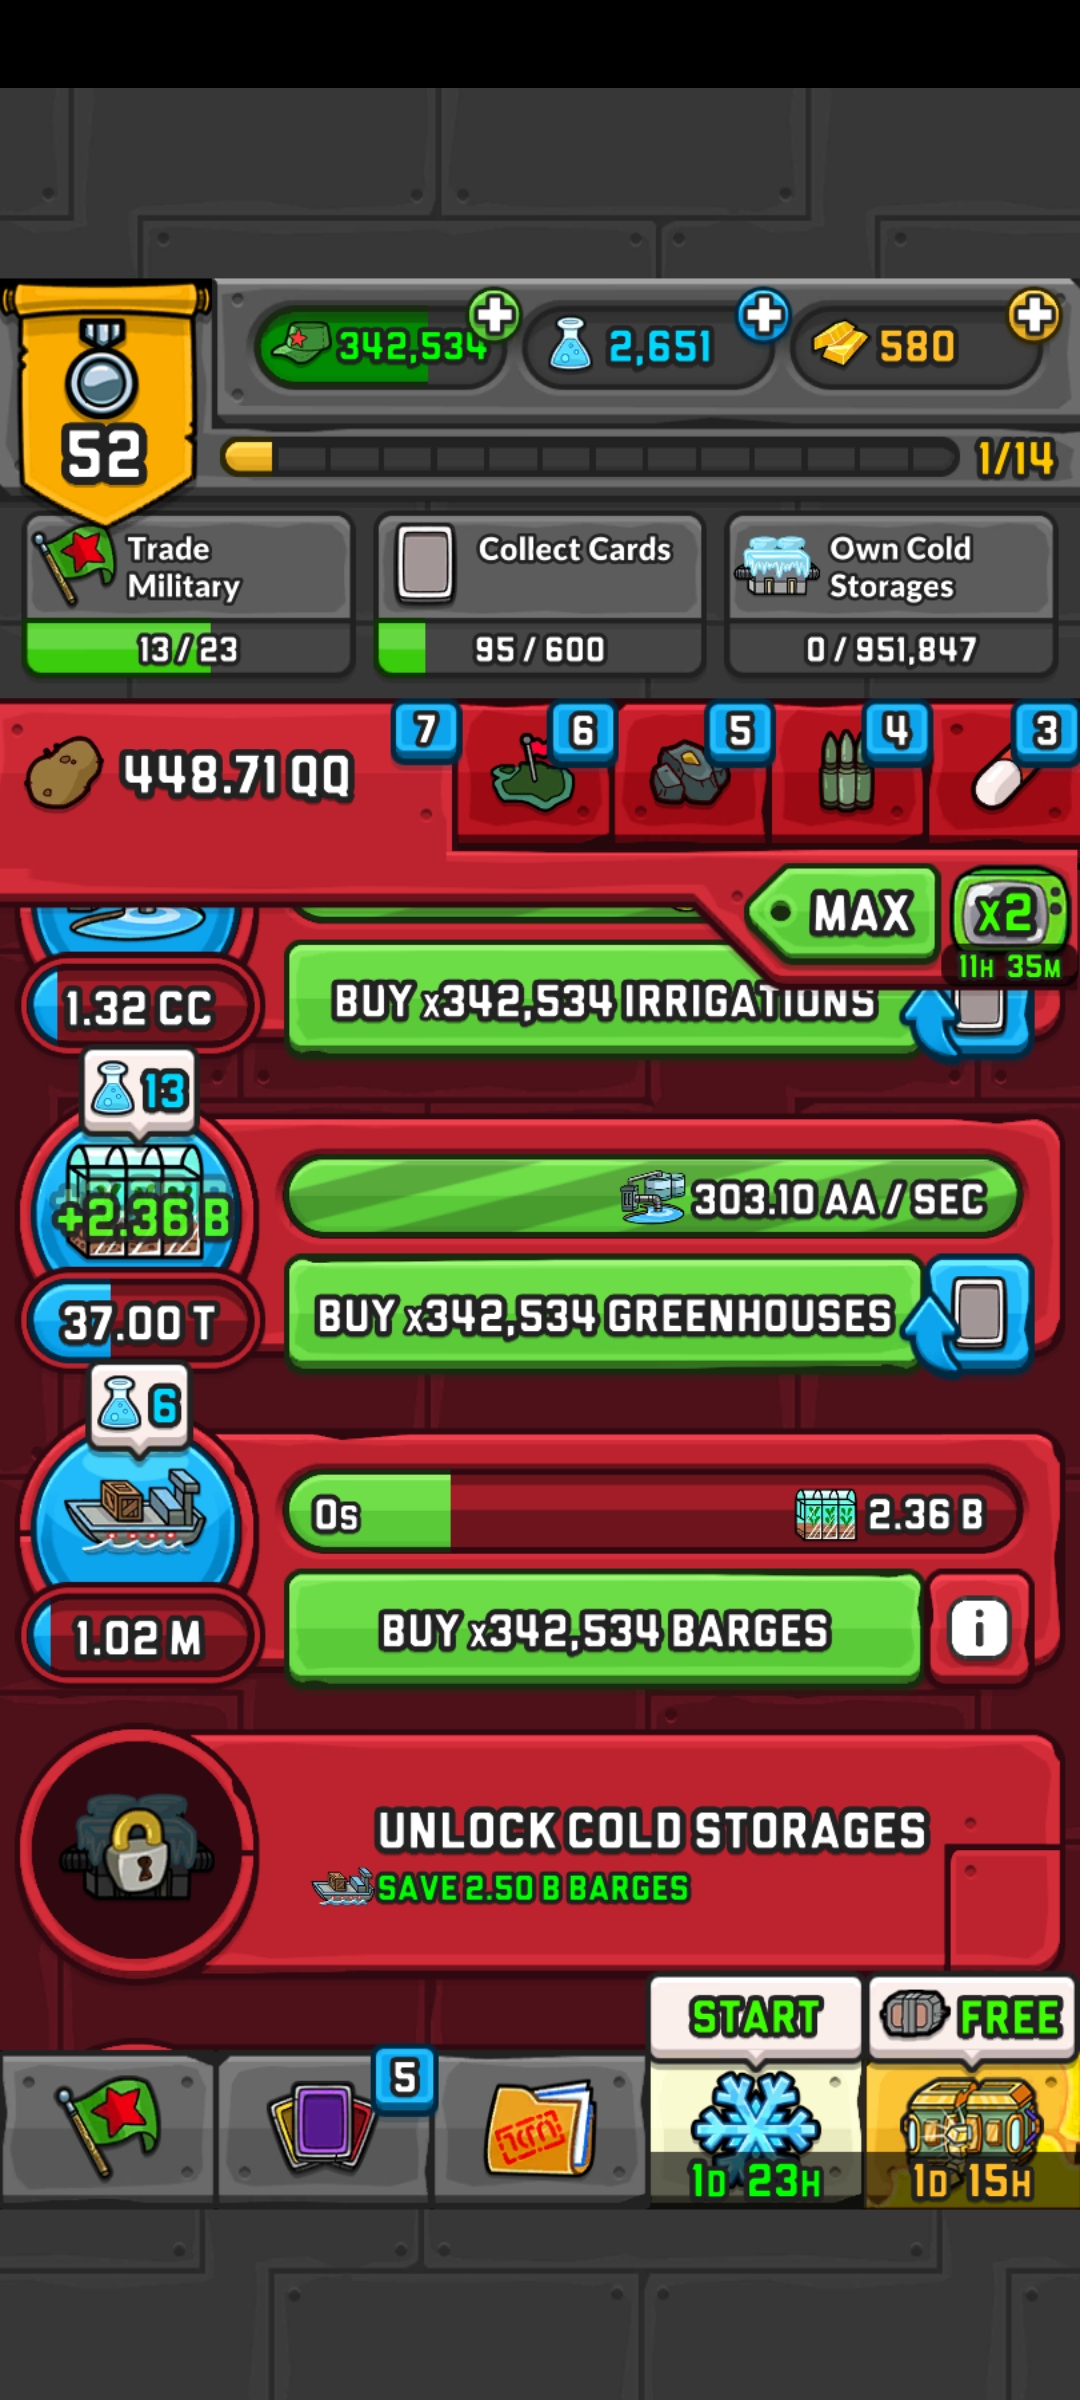 342,534
2,651
580
52
1/14
Trade
Military
13/23
Collect Cards
95/600
Own Cold
Storages
0/951,847
448.71 QQ
7
6
5
4
3
MAX
x2
11H 35M
1.32 CC
BUY x342,534 IRRIGATIONS
13
+2.36 B
303.10 AA / SEC
37.00 T
BUY x342,534 GREENHOUSES
6
0s
2.36 B
1.02 M
BUY x342,534 BARGES
i
UNLOCK COLD STORAGES
SAVE 2.50 B BARGES
START
FREE
5
1D 23H
1D 15H